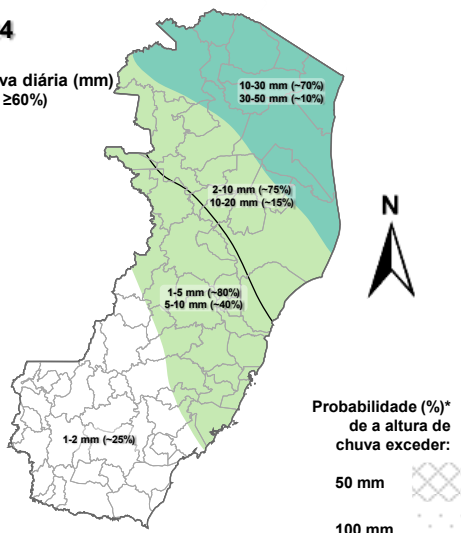 4
va diária (mm)
≥60%)
10-30 mm (~70%)
30-50 mm (~10%)
2-10 mm (~75%)
10-20 mm (~15%)
N
1-5 mm (~80%)
5-10 mm (~40%)
1-2 mm (~25%)
Probabilidade (%)*
de a altura de
chuva exceder:
50 mm
100 mm